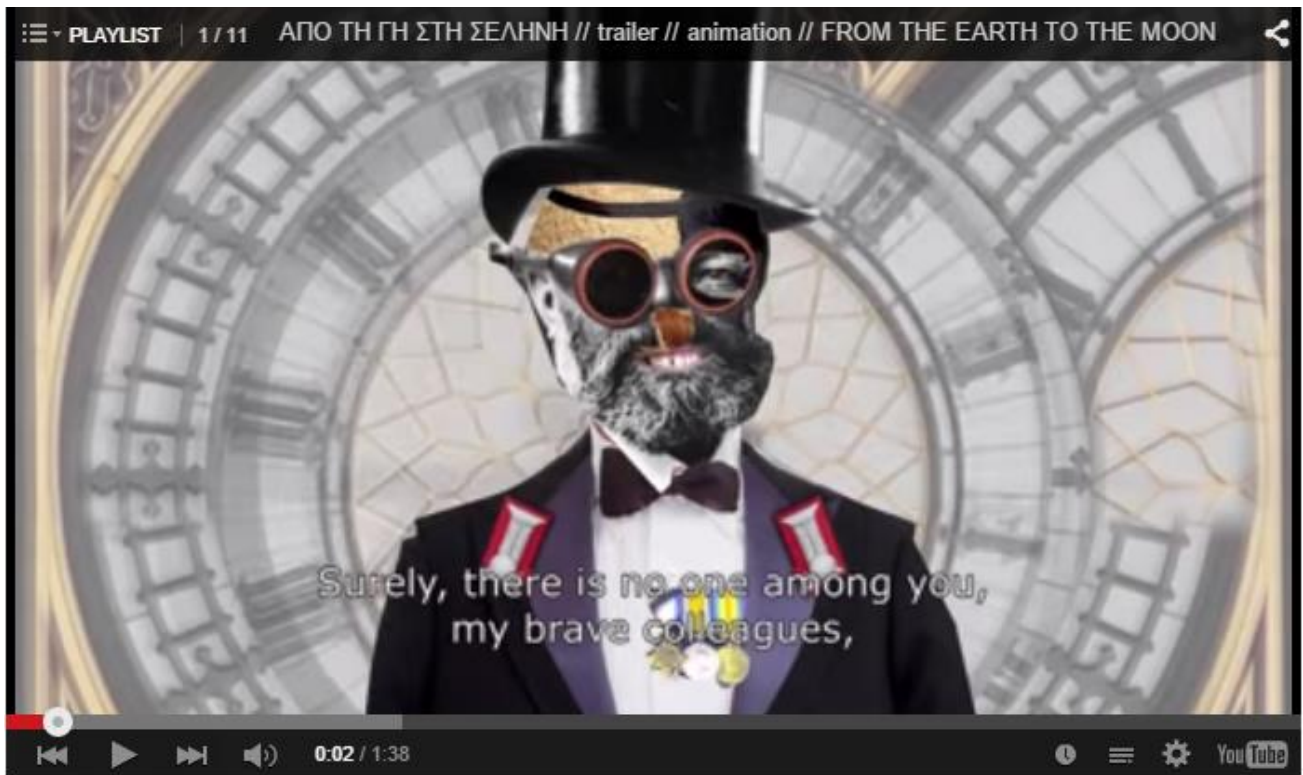 PLAYLIST | 1 / 11 ΑΠΟ ΤΗ ΓΗ ΣΤΗ ΣΕΛΗΝΗ // trailer // animation // FROM THE EARTH TO THE MOON
Surely, there is no one among you,
my brave colleagues,
0:02 / 1:38 YouTube